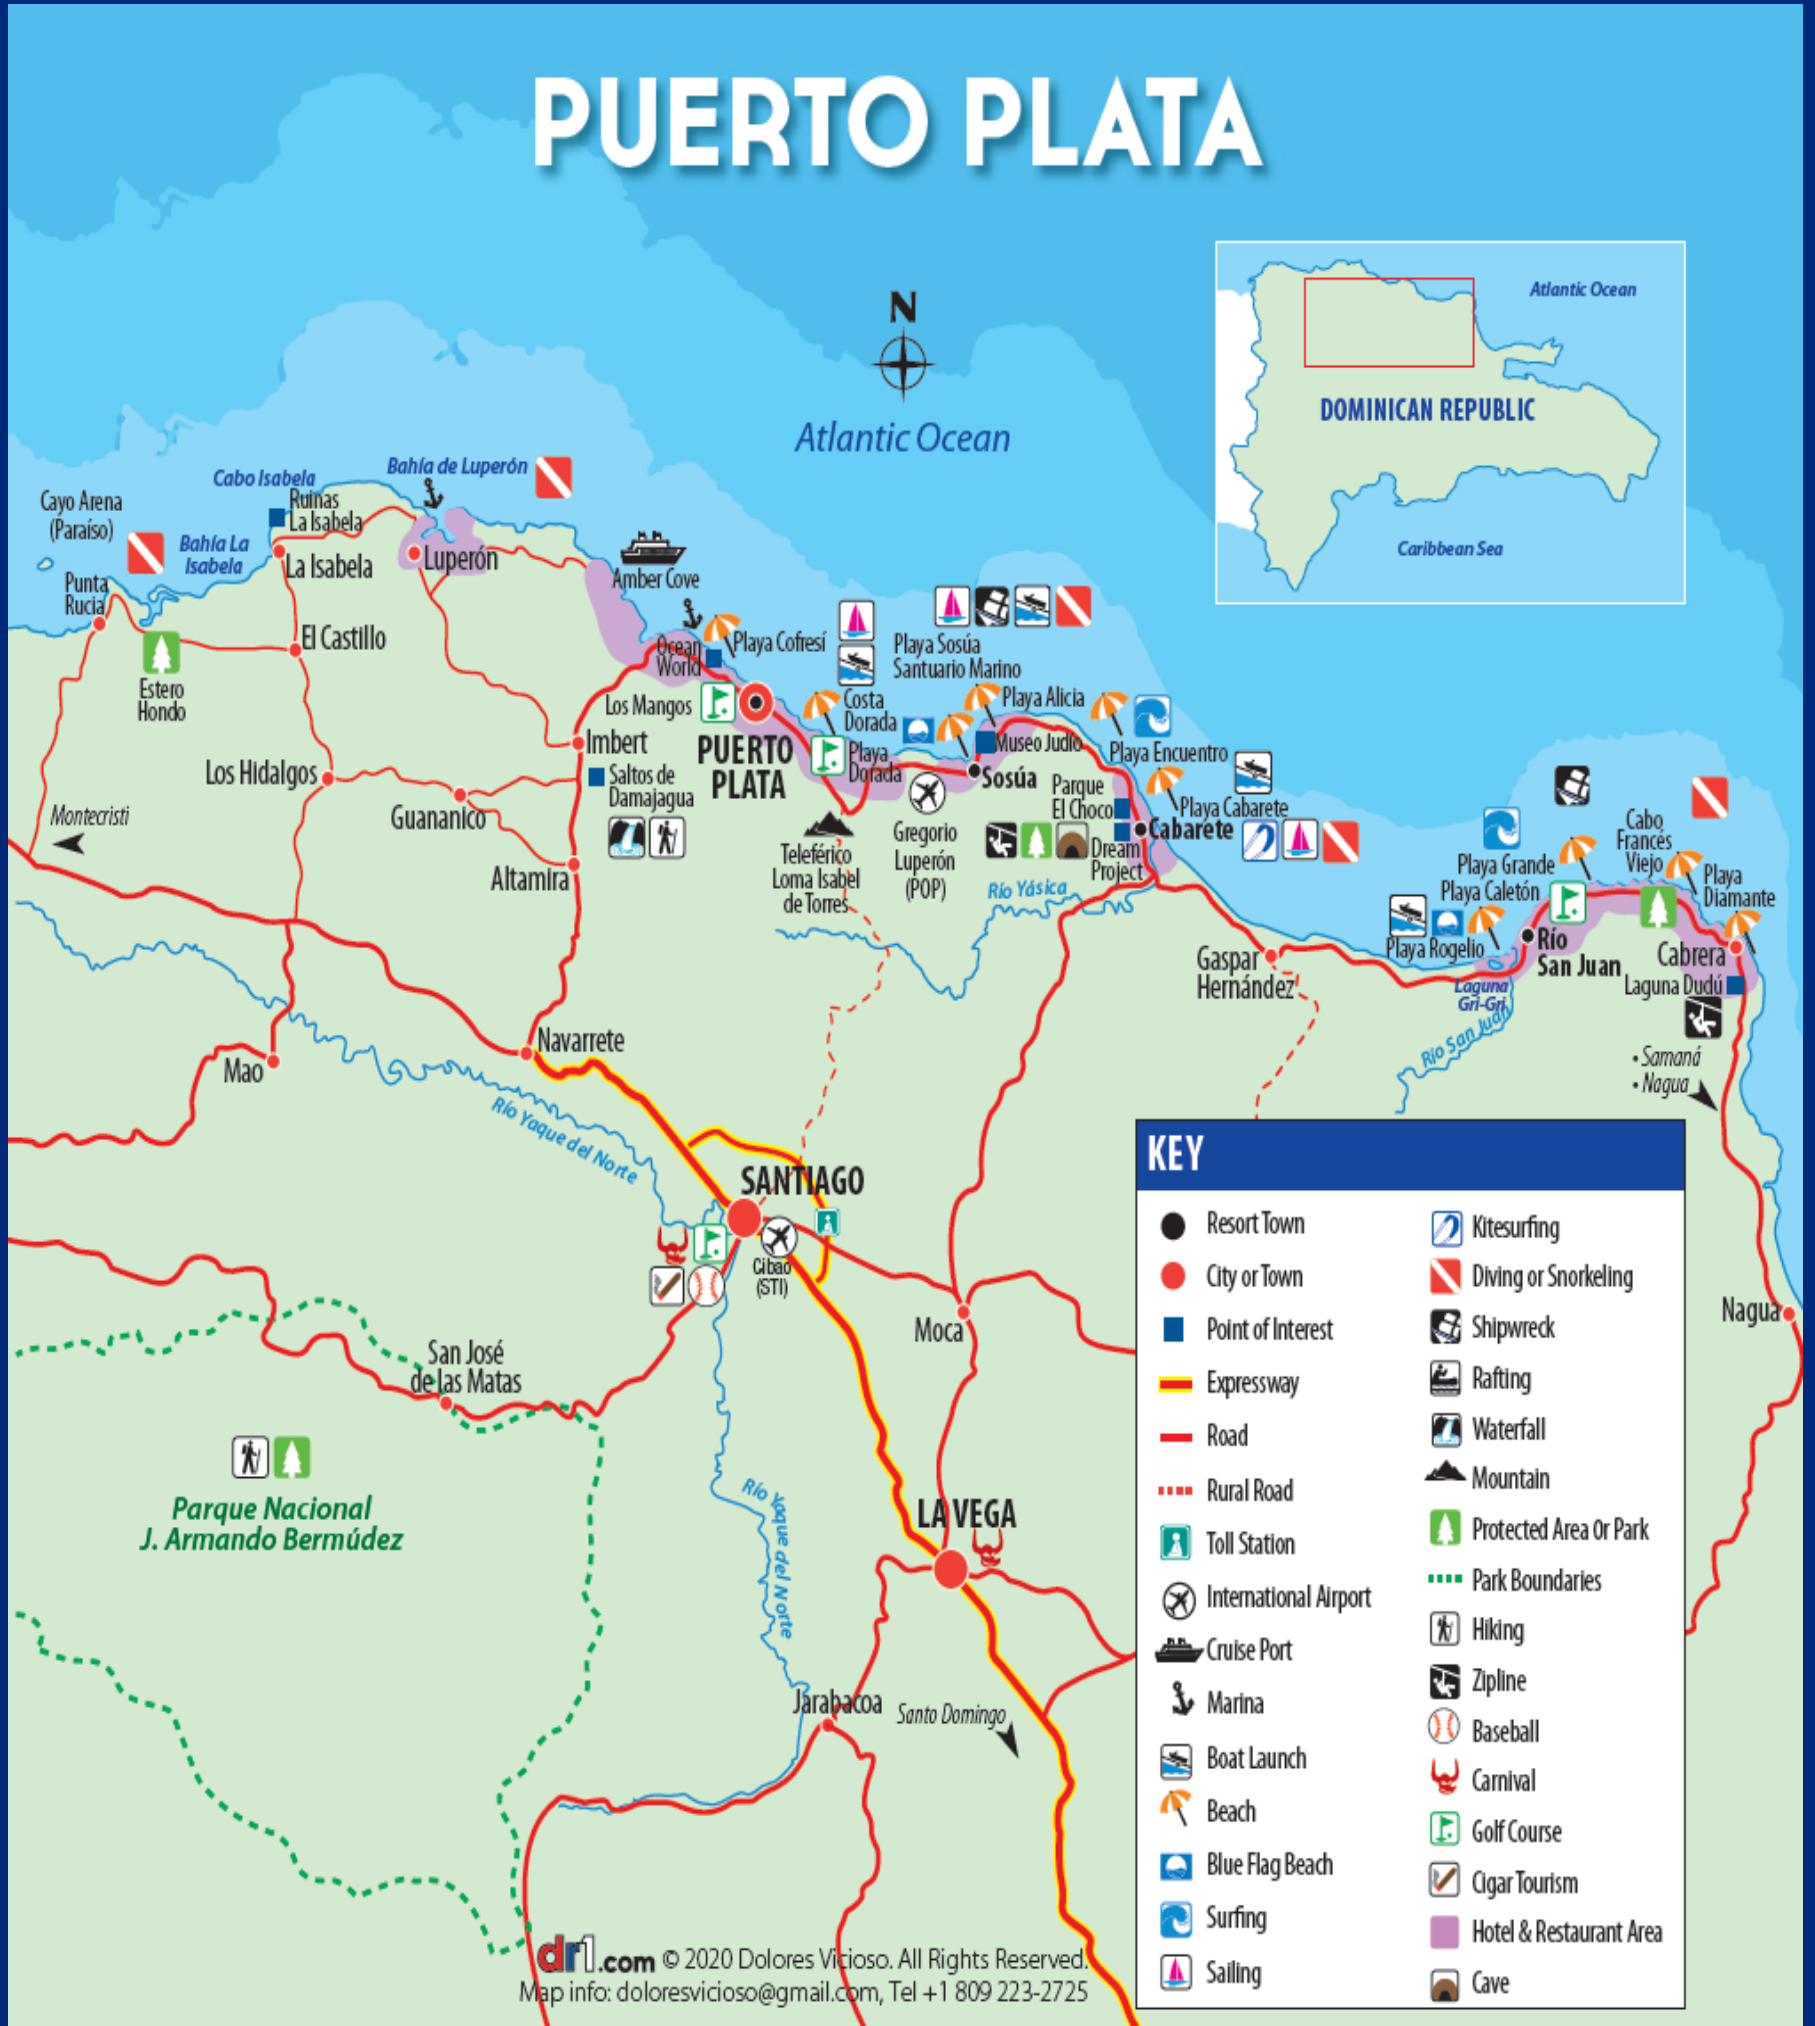 PUERTO PLATA
N
Atlantic Ocean
Atlantic Ocean
DOMINICAN REPUBLIC
Caribbean Sea
Cayo Arena
(Paraíso)
Cabo Isabela
Ruinas
La Isabela
Bahía de Luperón
Bahía La
Isabela
La Isabela
Luperón
Punta
Rucia
El Castillo
Estero
Hondo
Amber Cove
Ocean
World
Playa Cofresí
Los Mangos
PUERTO
PLATA
Costa
Dorada
Playa
Dorada
Playa Sosúa
Santuario Marino
Playa Alicia
Museo Judío
Sosúa
Playa Encuentro
Parque
El Choco
Playa Cabarete
Cabarete
Dream
Project
Imbert
Saltos de
Damajagua
Los Hidalgos
Guananico
Altamira
Montecristi
Teleférico
Loma Isabel
de Torres
Gregorio
Luperón
(POP)
Río Yásica
Gaspar
Hernández
Playa Grande
Playa Caletón
Playa Rogelio
Cabo
Francés
Viejo
Playa
Diamante
Río
San Juan
Cabrera
Laguna Dudú
Laguna
Gri-Gri
Río San Juan
• Samaná
• Nagua
Navarrete
Mao
Río Yaque del Norte
SANTIAGO
Cibao
(STI)
Moca
Nagua
San José
de las Matas
Parque Nacional
J. Armando Bermúdez
LA VEGA
Río Yaque del Norte
Jarabacoa
Santo Domingo
KEY
Resort Town
City or Town
Point of Interest
Expressway
Road
Rural Road
Toll Station
International Airport
Cruise Port
Marina
Boat Launch
Beach
Blue Flag Beach
Surfing
Sailing
Kitesurfing
Diving or Snorkeling
Shipwreck
Rafting
Waterfall
Mountain
Protected Area Or Park
Park Boundaries
Hiking
Zipline
Baseball
Carnival
Golf Course
Cigar Tourism
Hotel & Restaurant Area
Cave
dr1.com © 2020 Dolores Vicioso. All Rights Reserved.
Map info: doloresvicioso@gmail.com, Tel +1 809 223-2725